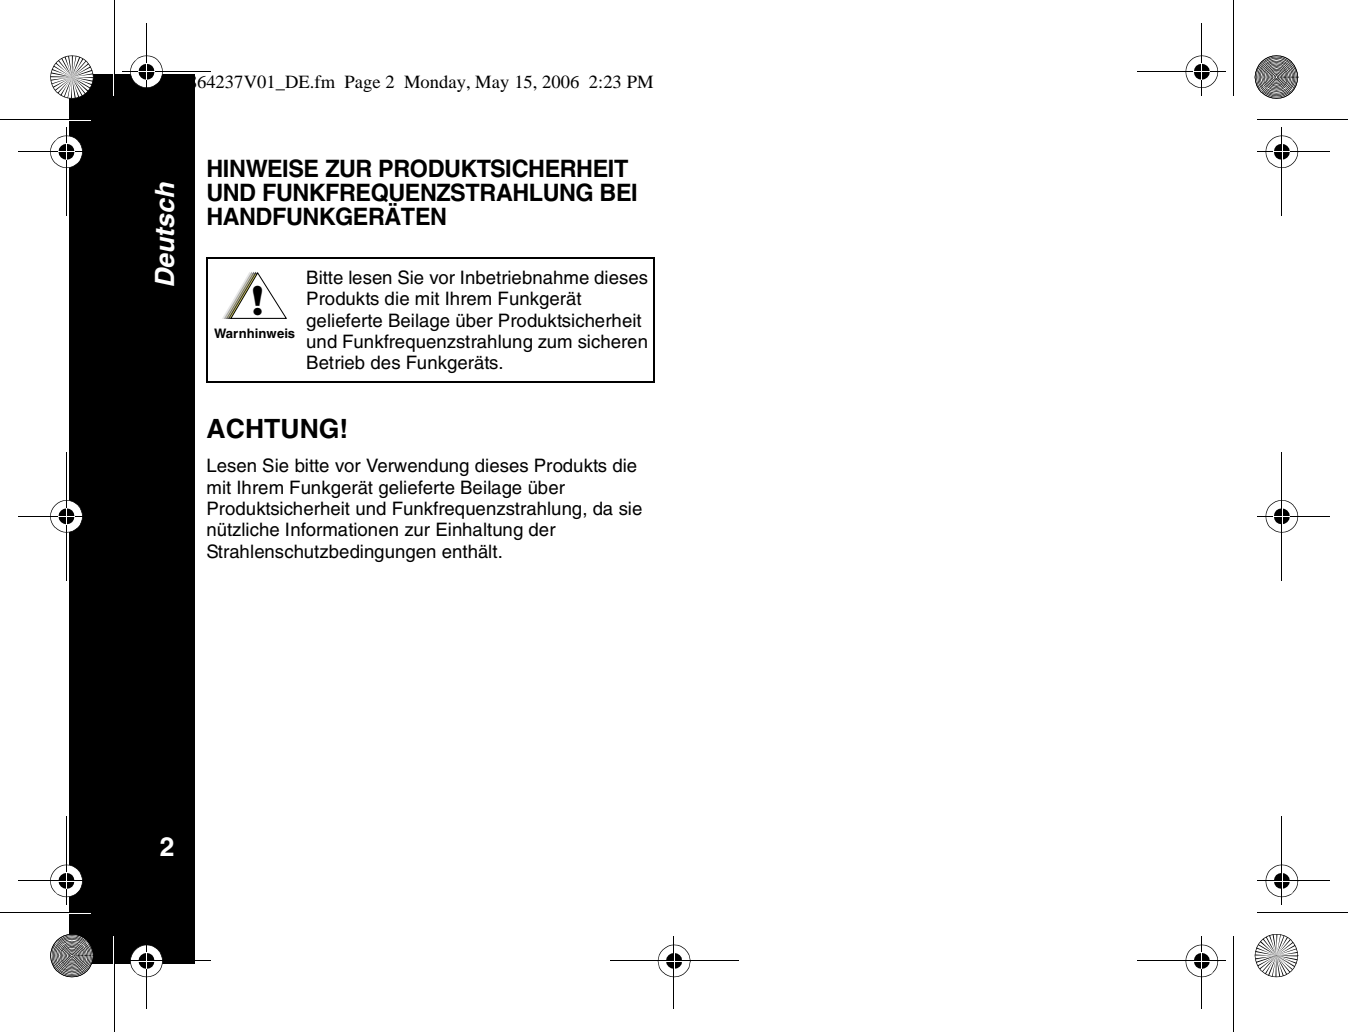 64237V01_DE.fm  Page 2  Monday, May 15, 2006  2:23 PM
Deutsch
HINWEISE ZUR PRODUKTSICHERHEIT
UND FUNKFREQUENZSTRAHLUNG BEI
HANDFUNKGERÄTEN
!
Warnhinweis
Bitte lesen Sie vor Inbetriebnahme dieses
Produkts die mit Ihrem Funkgerät
gelieferte Beilage über Produktsicherheit
und Funkfrequenzstrahlung zum sicheren
Betrieb des Funkgeräts.
ACHTUNG!
Lesen Sie bitte vor Verwendung dieses Produkts die
mit Ihrem Funkgerät gelieferte Beilage über
Produktsicherheit und Funkfrequenzstrahlung, da sie
nützliche Informationen zur Einhaltung der
Strahlenschutzbedingungen enthält.
2